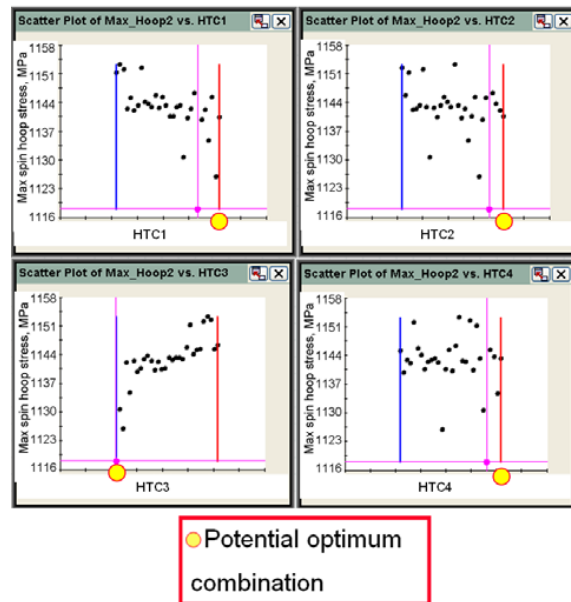 Scatter Plot of Max_Hoop2 vs. HTC1
Max spin hoop stress, MPa
1158
1151
1144
1137
1130
1123
1116
HTC1
Scatter Plot of Max_Hoop2 vs. HTC2
Max spin hoop stress, MPa
1158
1151
1144
1137
1130
1123
1116
HTC2
Scatter Plot of Max_Hoop2 vs. HTC3
Max spin hoop stress, MPa
1158
1151
1144
1137
1130
1123
1116
HTC3
Scatter Plot of Max_Hoop2 vs. HTC4
Max spin hoop stress, MPa
1158
1151
1144
1137
1130
1123
1116
HTC4
Potential optimum
combination